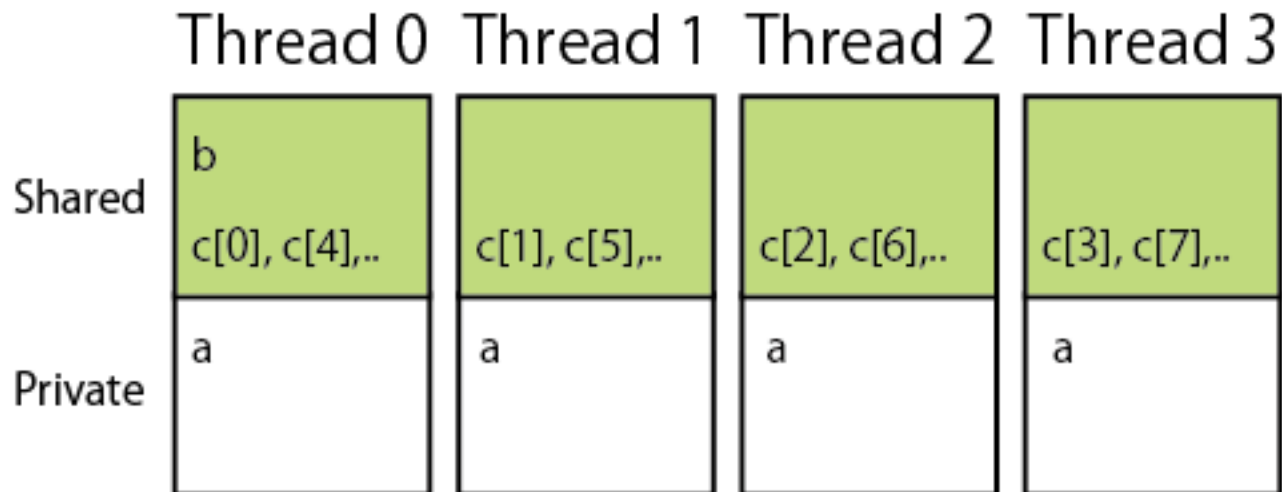 Thread 0 Thread 1 Thread 2 Thread 3
Shared
b
c[0], c[4],.. c[1], c[5],.. c[2], c[6],.. c[3], c[7],..
Private
a a a a